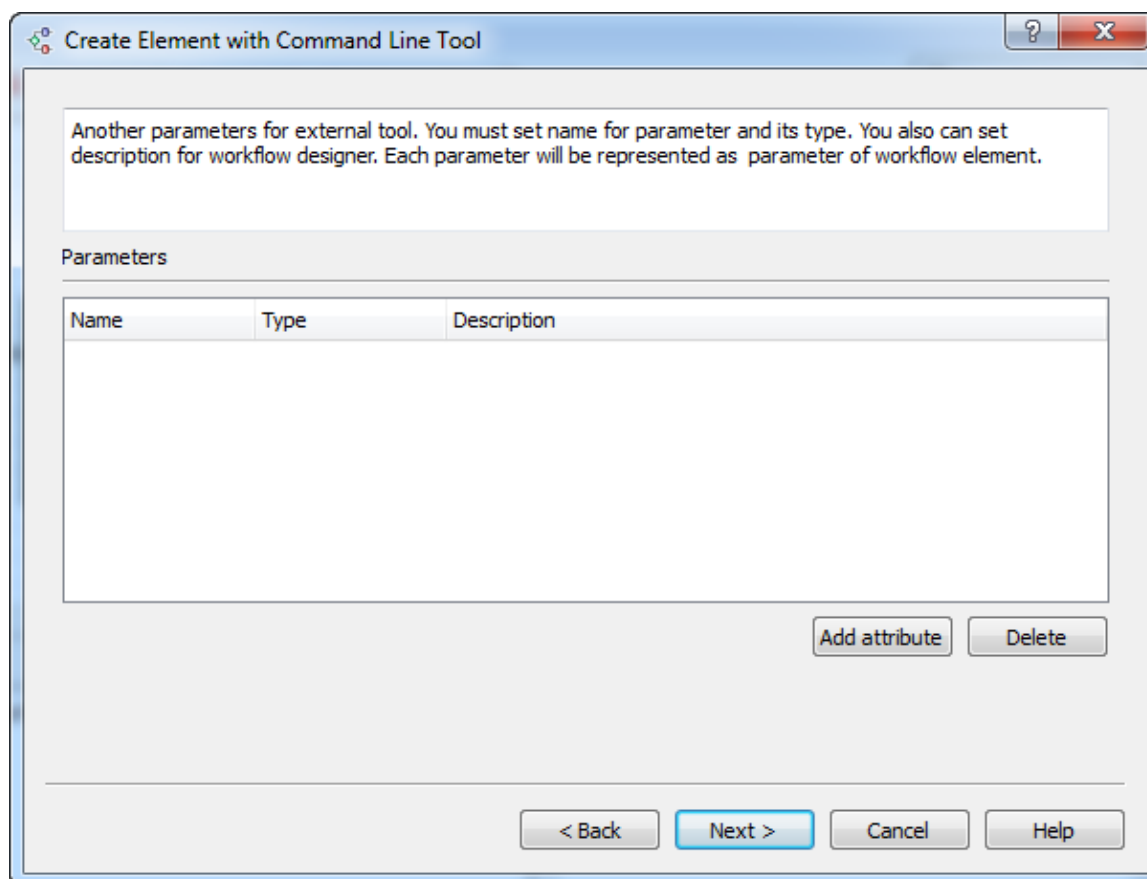 Create Element with Command Line Tool
Another parameters for external tool. You must set name for parameter and its type. You also can set
description for workflow designer. Each parameter will be represented as  parameter of workflow element.
Parameters
Name Type Description
Add attribute Delete
< Back Next > Cancel Help